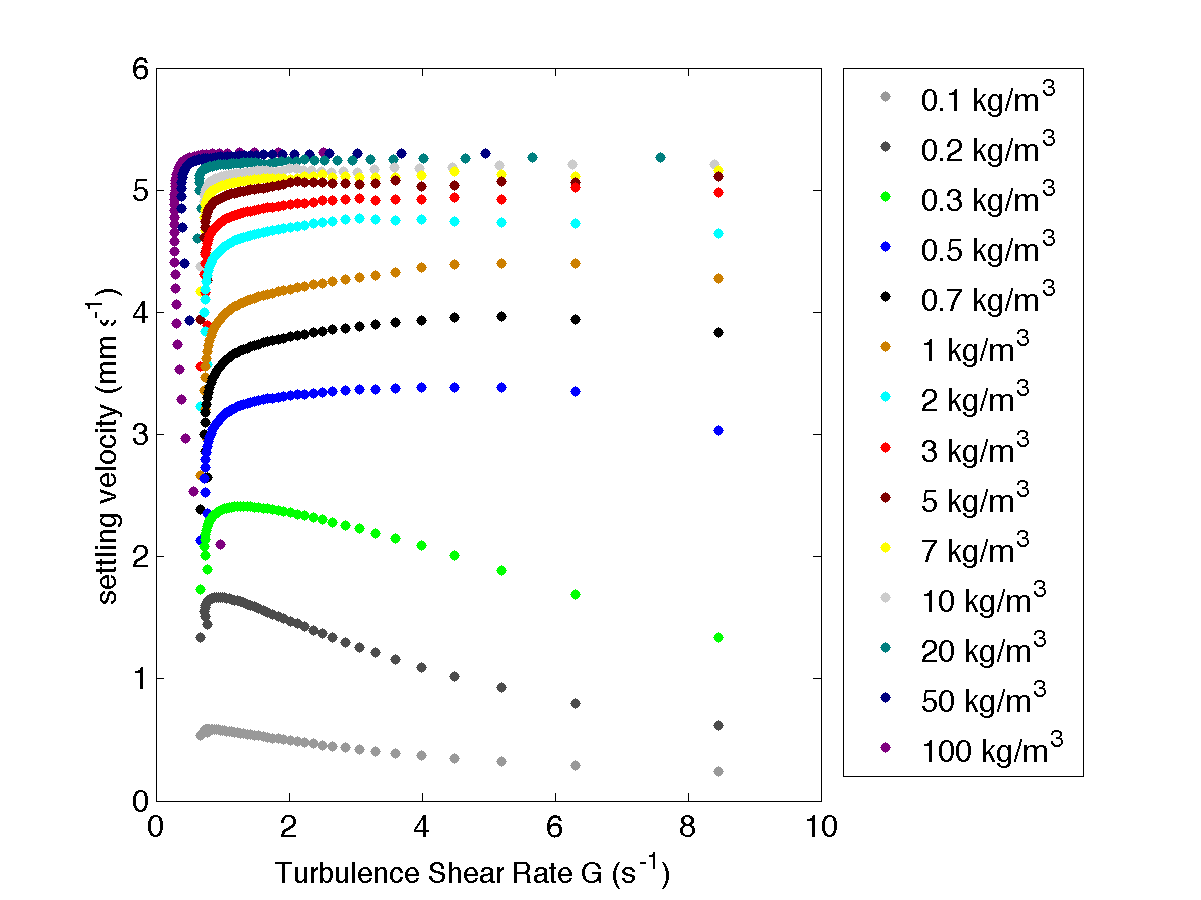 6
5
4
3
2
1
0
0 2 4 6 8 10
settling velocity (mm s⁻¹)
Turbulence Shear Rate G (s⁻¹)
0.1 kg/m³
0.2 kg/m³
0.3 kg/m³
0.5 kg/m³
0.7 kg/m³
1 kg/m³
2 kg/m³
3 kg/m³
5 kg/m³
7 kg/m³
10 kg/m³
20 kg/m³
50 kg/m³
100 kg/m³